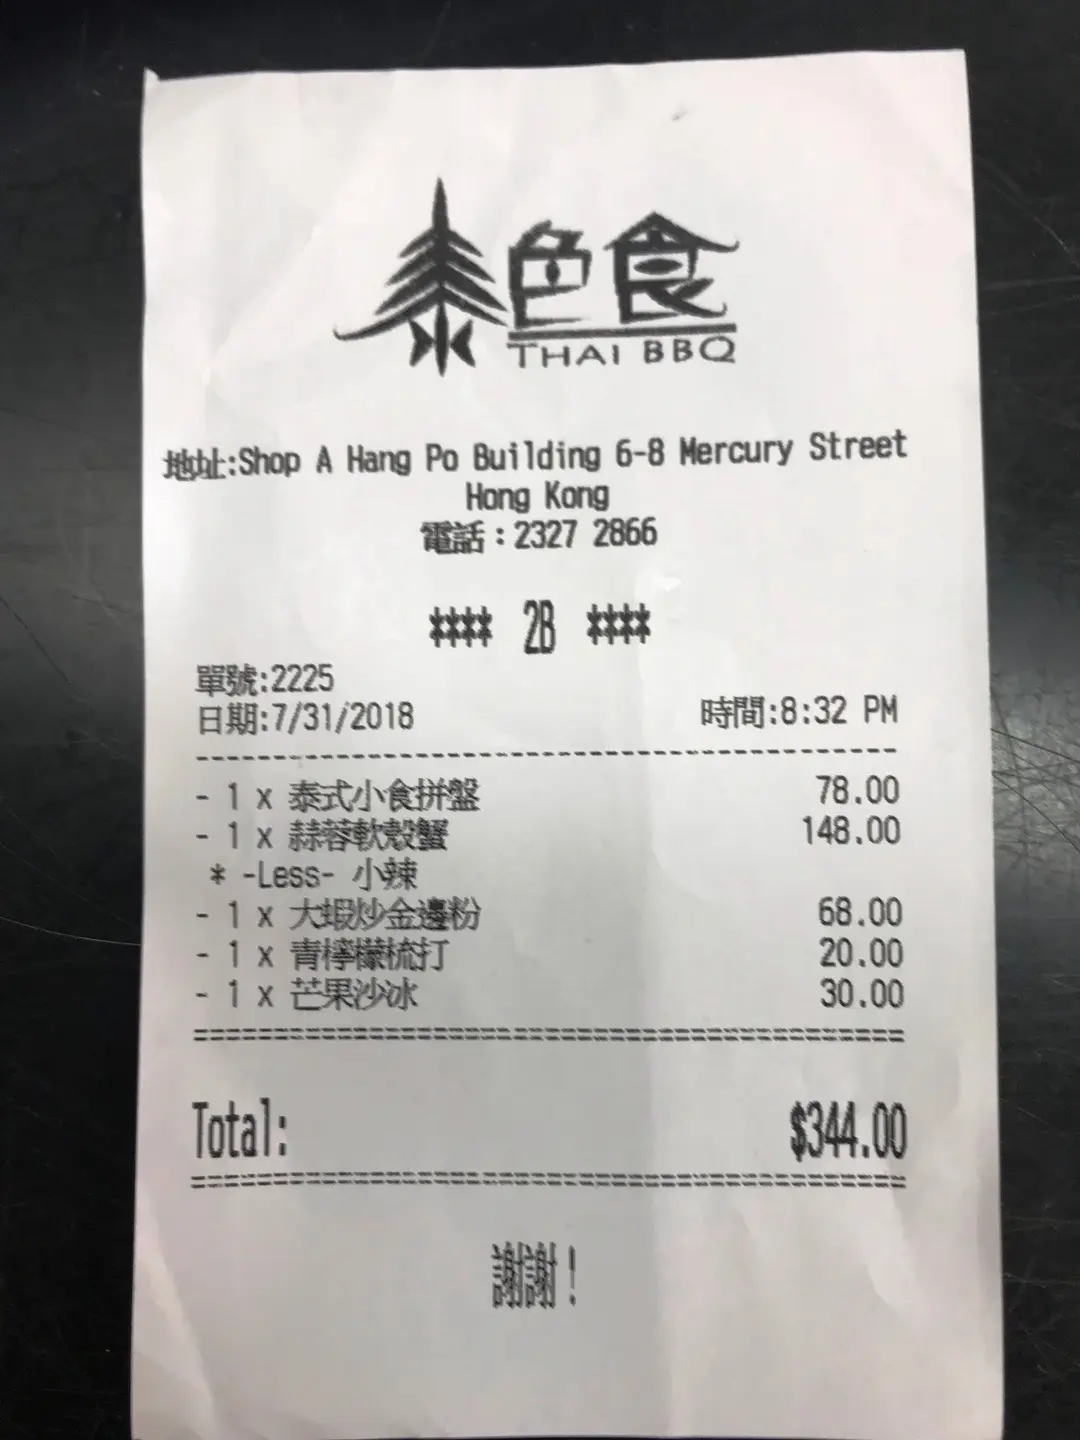 泰色食
THAI BBQ
地址:Shop A Hang Po Building 6-8 Mercury Street
Hong Kong
電話：2327 2866
**** 2B ****
單號:2225
日期:7/31/2018 時間:8:32 PM
- 1 x 泰式小食拼盤 78.00
- 1 x 蒜蓉軟殼蟹 148.00
* -Less- 小辣
- 1 x 大蝦炒金邊粉 68.00
- 1 x 青檸檬梳打 20.00
- 1 x 芒果沙冰 30.00
Total: $344.00
謝謝！